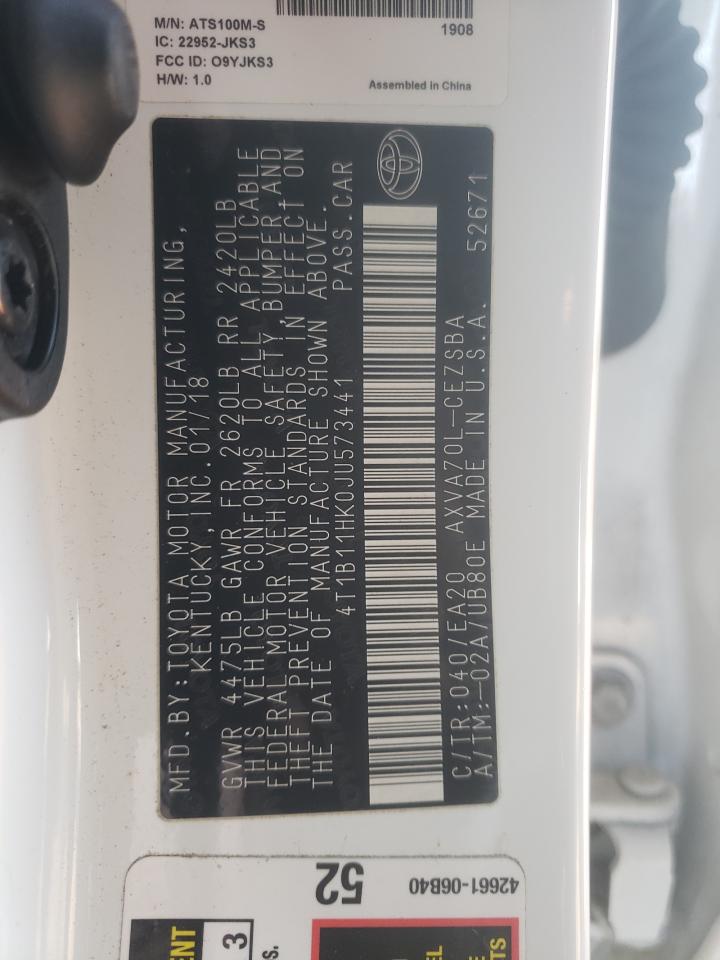 M/N: ATS100M-S
IC: 22952-JKS3
FCC ID: O9YJKS3
H/W: 1.0
1908
Assembled in China
MFD.BY:TOYOTA MOTOR MANUFACTURING,
KENTUCKY,INC.01/18
GVWR 4475LB GAWR FR 2620LB RR 2420LB
THIS VEHICLE CONFORMS TO ALL APPLICABLE
FEDERAL MOTOR VEHICLE SAFETY,BUMPER,AND
THEFT PREVENTION STANDARDS IN EFFECT ON
THE DATE OF MANUFACTURE SHOWN ABOVE.
4T1B11HK0JU573441 PASS.CAR
C/TR:040/EA20 AXVA70L-CEZSBA
A/TM:-02A/UB80E MADE IN U.S.A. 52671
52
42661-06B40
3